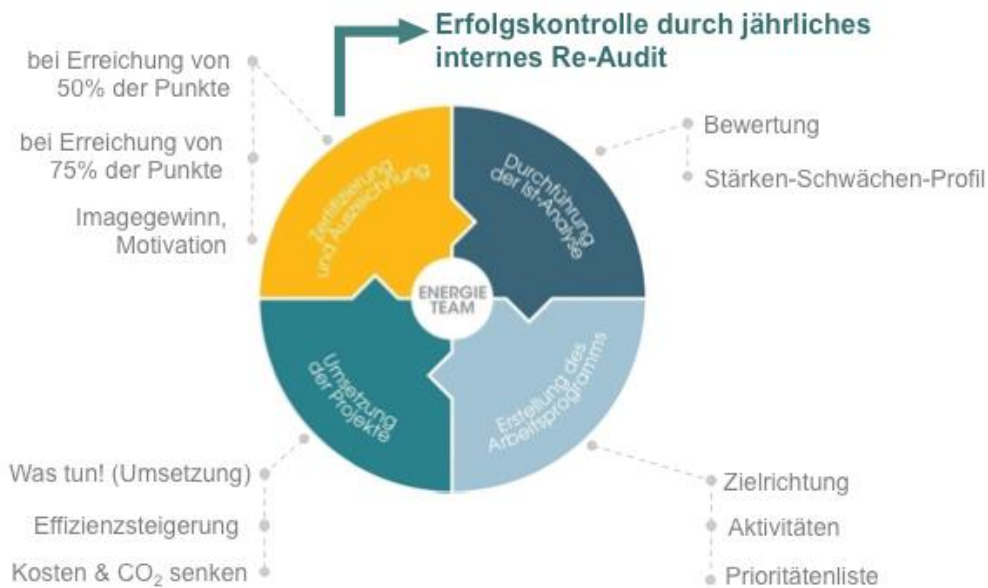 Erfolgskontrolle durch jährliches
internes Re-Audit
bei Erreichung von
50% der Punkte
bei Erreichung von
75% der Punkte
Imagegewinn,
Motivation
Zertifizierung
und Auszeichnung
Durchführung
der Ist-Analyse
Bewertung
Stärken-Schwächen-Profil
ENERGIE
TEAM
Umsetzung
der Projekte
Erstellung des
Arbeitsprogramms
Was tun! (Umsetzung)
Effizienzsteigerung
Kosten & CO₂ senken
Zielrichtung
Aktivitäten
Prioritätenliste